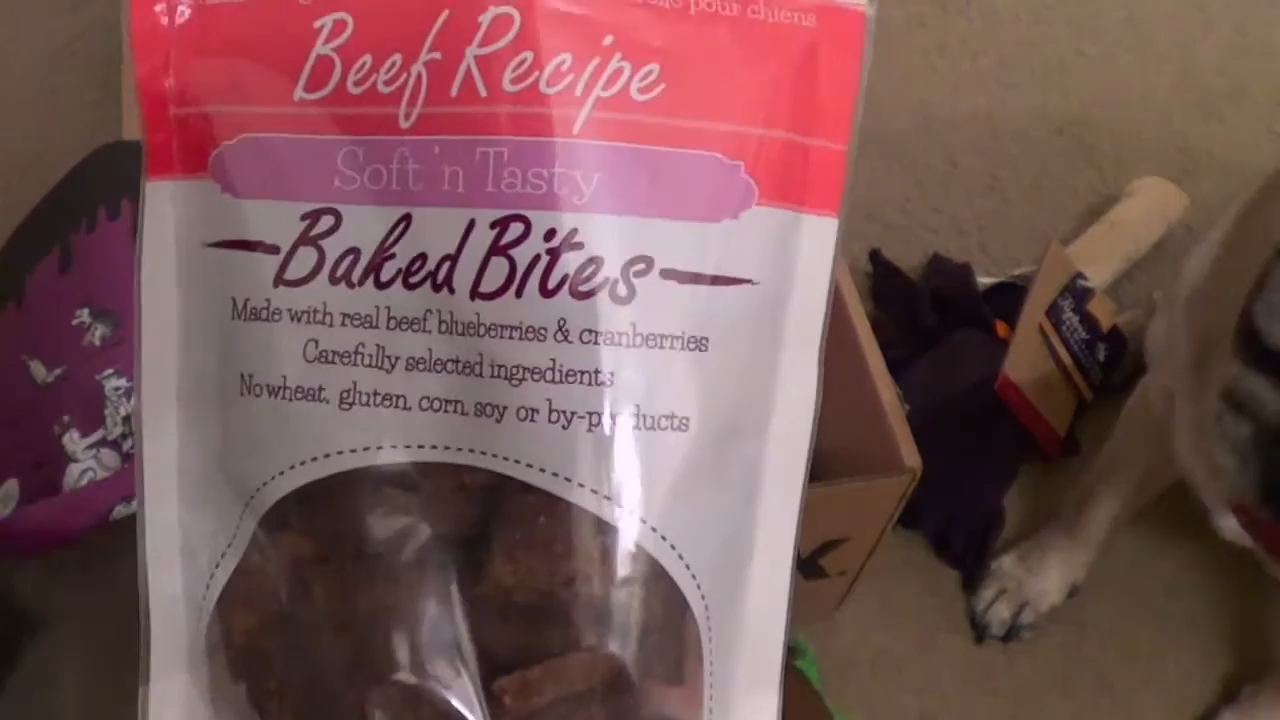 pour chiens
Beef Recipe
Soft 'n Tasty
Baked Bites
Made with real beef, blueberries & cranberries
Carefully selected ingredients
No wheat, gluten, corn, soy or by-products